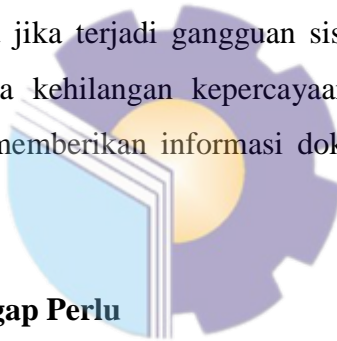 jika terjadi gangguan sis
a kehilangan kepercayaan
memberikan informasi dok
gap Perlu